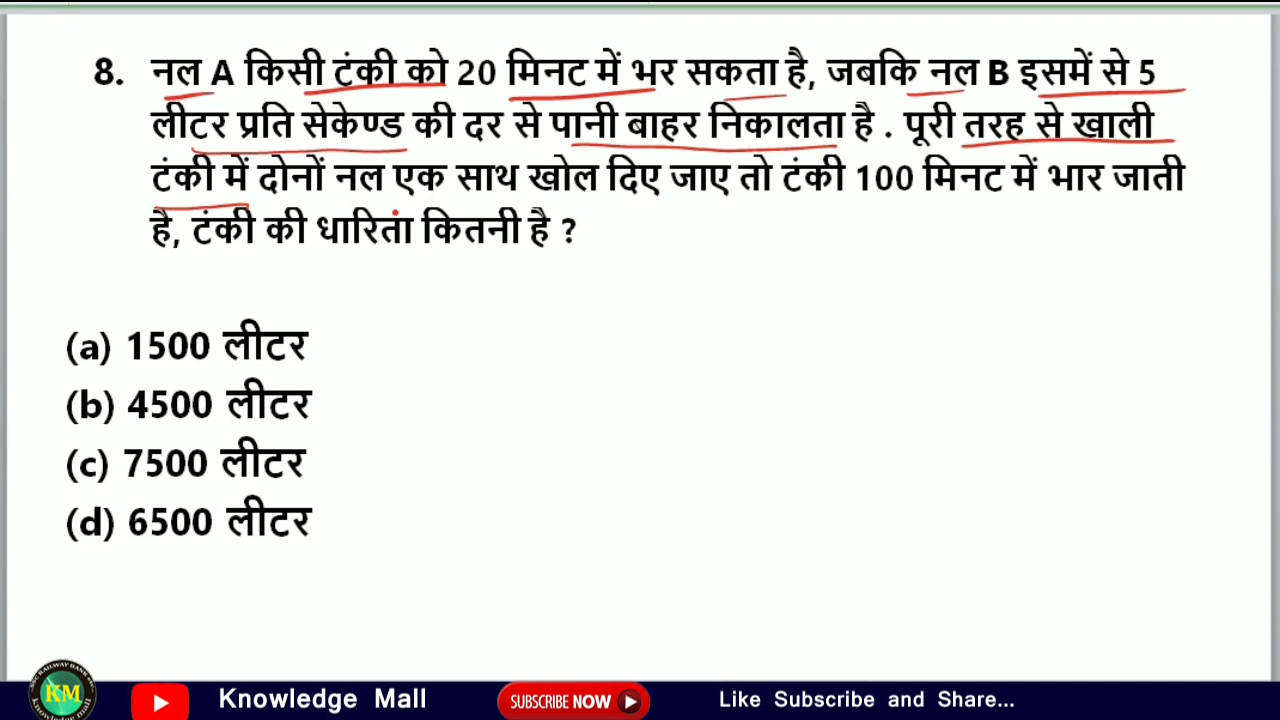 8. नल A किसी टंकी को 20 मिनट में भर सकता है, जबकि नल B इसमें से 5
लीटर प्रति सेकेण्ड की दर से पानी बाहर निकालता है . पूरी तरह से खाली
टंकी में दोनों नल एक साथ खोल दिए जाए तो टंकी 100 मिनट में भार जाती
है, टंकी की धारिता कितनी है ?
(a) 1500 लीटर
(b) 4500 लीटर
(c) 7500 लीटर
(d) 6500 लीटर
KM
Knowledge Mall
SUBSCRIBE NOW
Like Subscribe and Share...